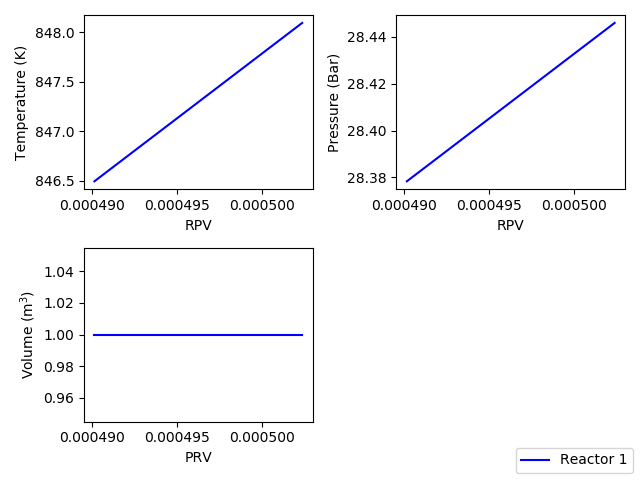 848.0
847.5
847.0
846.5
Temperature (K)
0.000490 0.000495 0.000500
RPV
28.44
28.42
28.40
28.38
Pressure (Bar)
0.000490 0.000495 0.000500
RPV
1.04
1.02
1.00
0.98
0.96
Volume (m³)
0.000490 0.000495 0.000500
PRV
Reactor 1